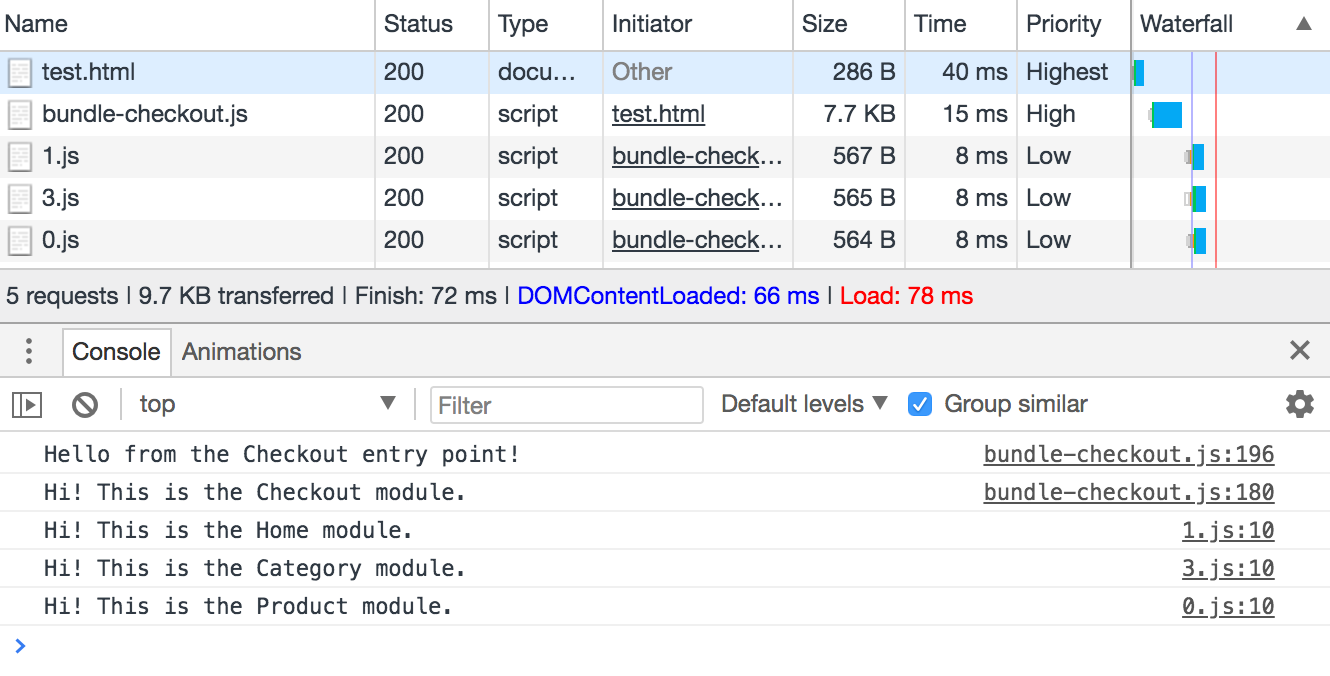 Name Status Type Initiator Size Time Priority Waterfall ▲
test.html 200 docu… Other 286 B 40 ms Highest
bundle-checkout.js 200 script test.html 7.7 KB 15 ms High
1.js 200 script bundle-check… 567 B 8 ms Low
3.js 200 script bundle-check… 565 B 8 ms Low
0.js 200 script bundle-check… 564 B 8 ms Low
5 requests | 9.7 KB transferred | Finish: 72 ms | DOMContentLoaded: 66 ms | Load: 78 ms
Console Animations
top ▼ Filter Default levels ▼ Group similar
Hello from the Checkout entry point! bundle-checkout.js:196
Hi! This is the Checkout module. bundle-checkout.js:180
Hi! This is the Home module. 1.js:10
Hi! This is the Category module. 3.js:10
Hi! This is the Product module. 0.js:10